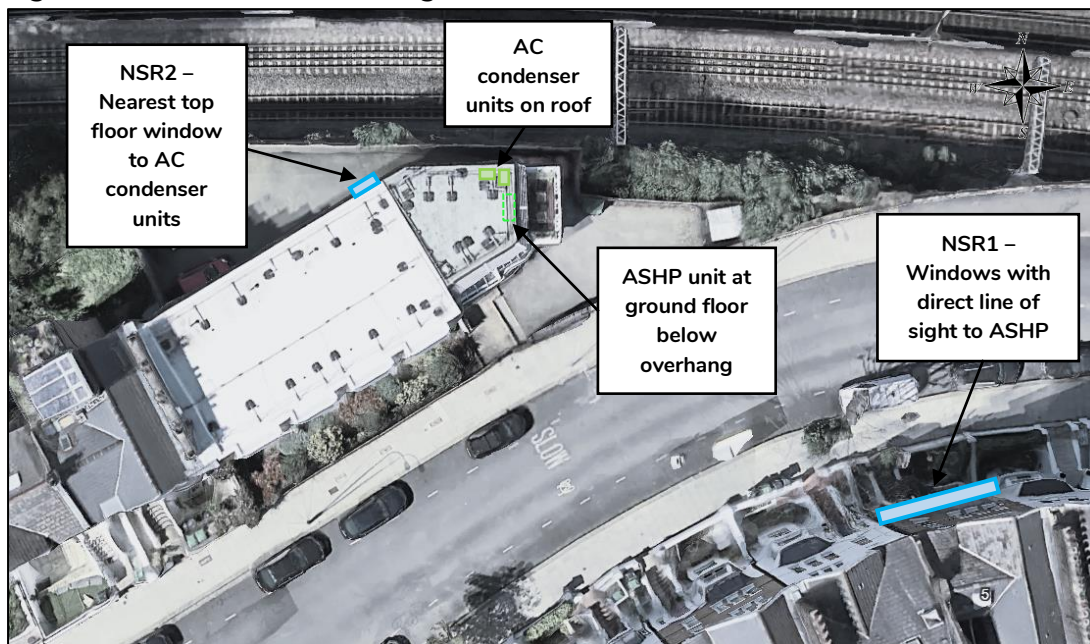 NSR2 –
Nearest top
floor window
to AC
condenser
units
AC
condenser
units on roof
ASHP unit at
ground floor
below
overhang
NSR1 –
Windows with
direct line of
sight to ASHP
N
W
E
S
SLOW
5